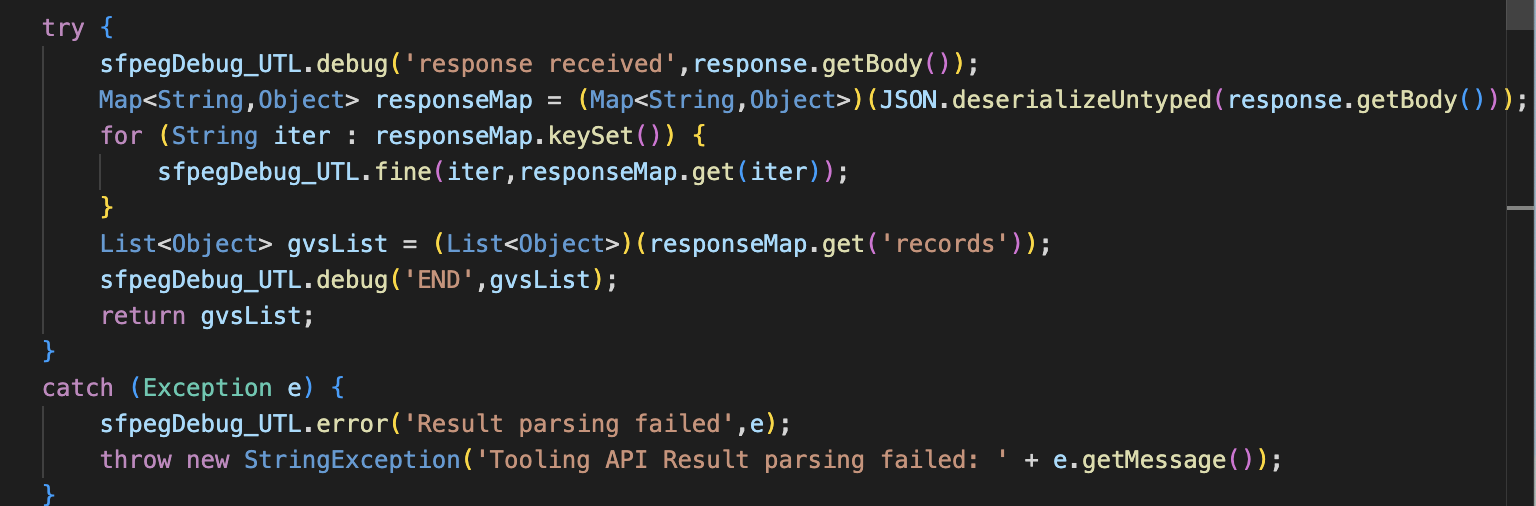 try {
sfpegDebug_UTL.debug('response received',response.getBody());
Map<String,Object> responseMap = (Map<String,Object>)(JSON.deserializeUntyped(response.getBody()));
for (String iter : responseMap.keySet()) {
sfpegDebug_UTL.fine(iter,responseMap.get(iter));
}
List<Object> gvsList = (List<Object>)(responseMap.get('records'));
sfpegDebug_UTL.debug('END',gvsList);
return gvsList;
}
catch (Exception e) {
sfpegDebug_UTL.error('Result parsing failed',e);
throw new StringException('Tooling API Result parsing failed: ' + e.getMessage());
}